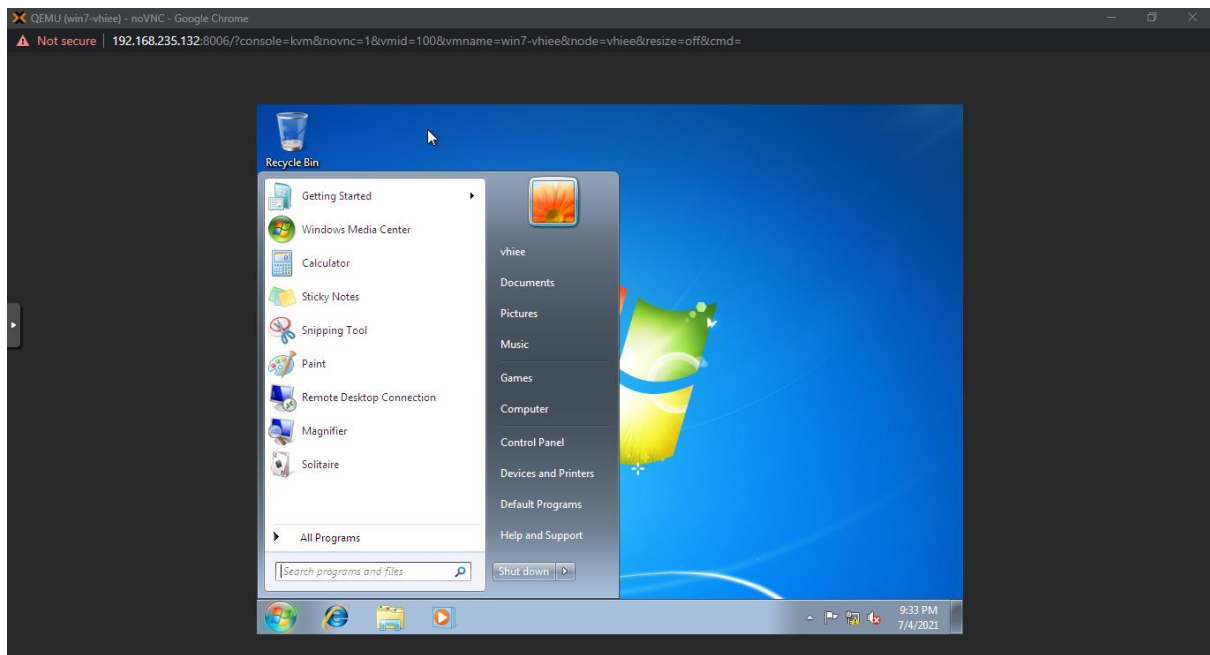 QEMU (win7-vhiee) - noVNC - Google Chrome
Not secure | 192.168.235.132:8006/?console=kvm&novnc=1&vmid=100&vmname=win7-vhiee&node=vhiee&resize=off&cmd=
Recycle Bin
Getting Started
Windows Media Center
Calculator
Sticky Notes
Snipping Tool
Paint
Remote Desktop Connection
Magnifier
Solitaire
All Programs
Search programs and files
vhiee
Documents
Pictures
Music
Games
Computer
Control Panel
Devices and Printers
Default Programs
Help and Support
Shut down
9:33 PM
7/4/2021